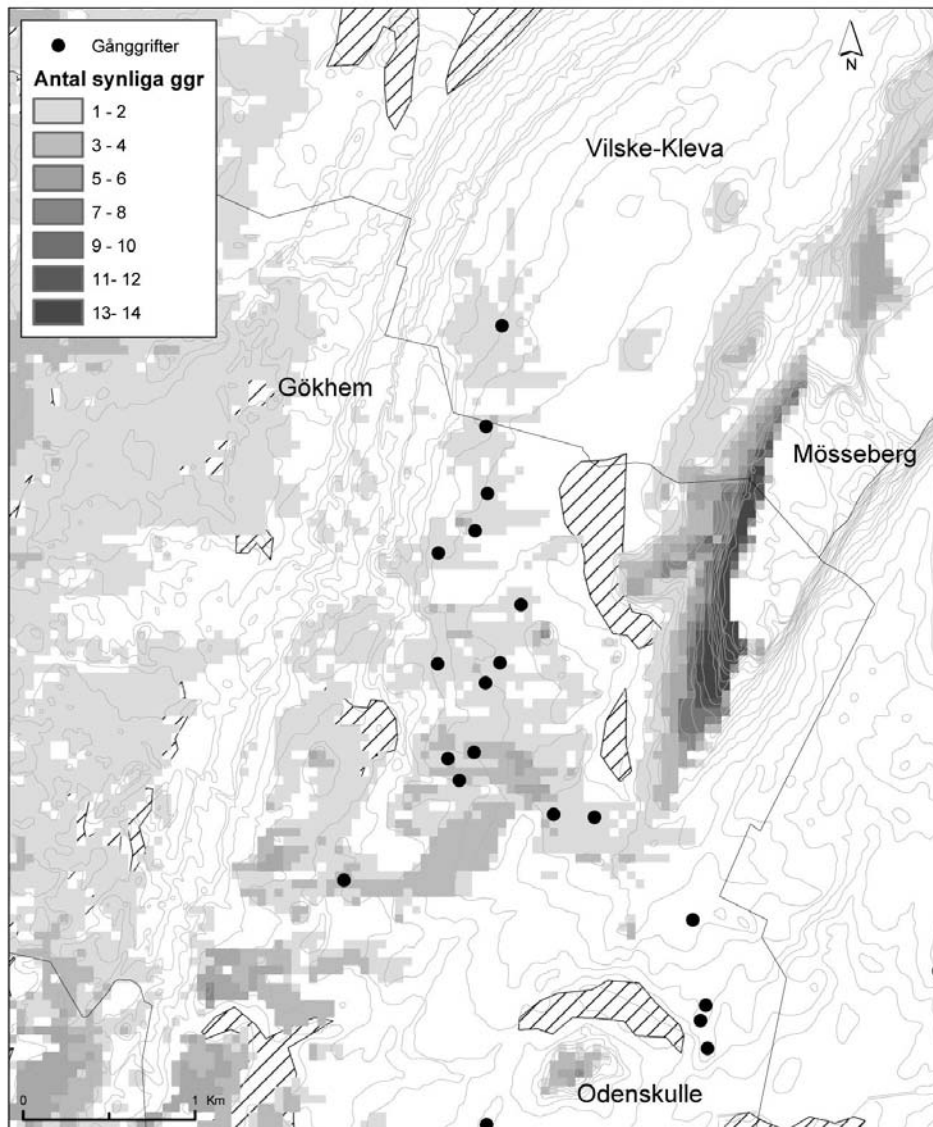 Gånggrifter
Antal synliga ggr
1 - 2
3 - 4
5 - 6
7 - 8
9 - 10
11- 12
13- 14
N
Vilske-Kleva
Gökhem
Mösseberg
Odenskulle
0 1 Km